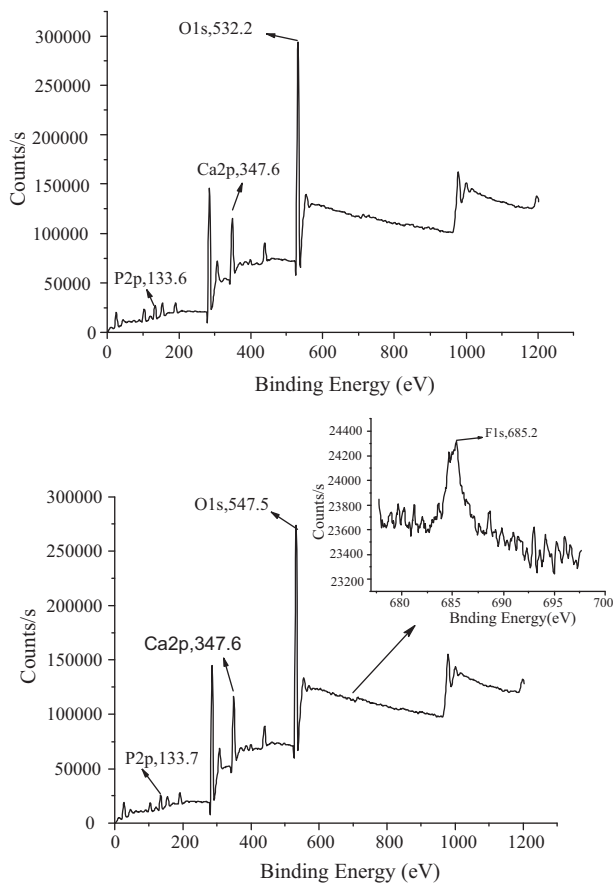 300000
250000
200000
150000
100000
50000
0
Counts/s
O1s,532.2
Ca2p,347.6
P2p,133.6
0 200 400 600 800 1000 1200
Binding Energy (eV)
24400
24200
24000
23800
23600
23400
23200
Counts/s
F1s,685.2
680 685 690 695 700
Bnding Energy(eV)
300000
250000
200000
150000
100000
50000
0
Counts/s
O1s,547.5
Ca2p,347.6
P2p,133.7
0 200 400 600 800 1000 1200
Binding Energy (eV)